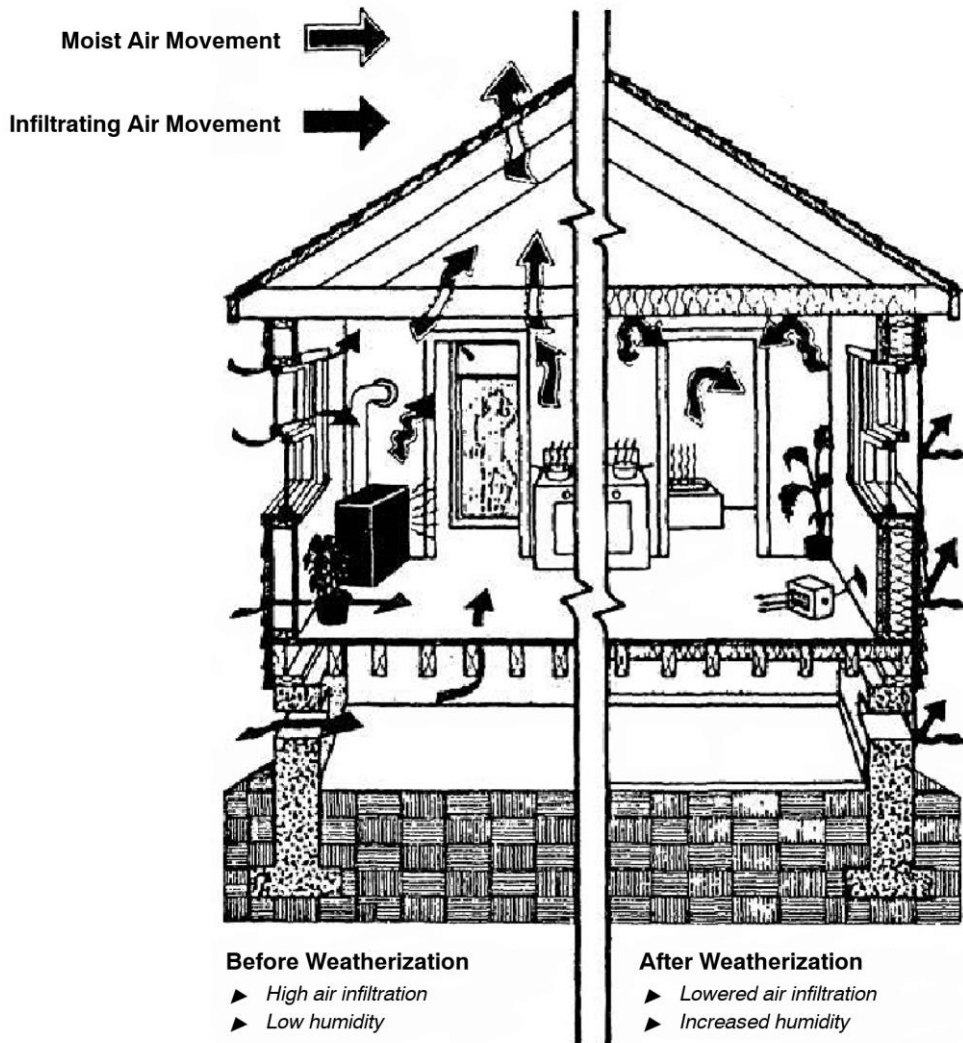 Moist Air Movement
Infiltrating Air Movement
Before Weatherization
High air infiltration
Low humidity
After Weatherization
Lowered air infiltration
Increased humidity